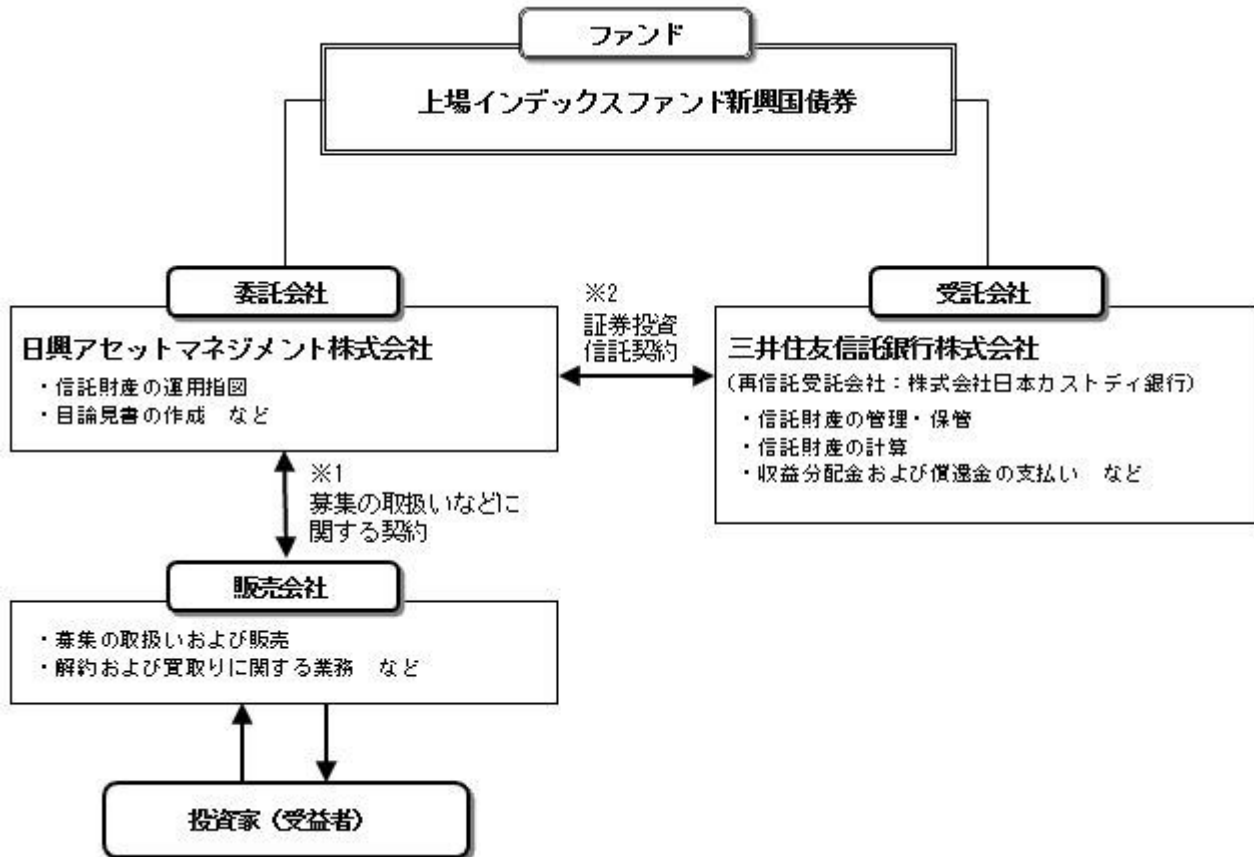 ファンド
上場インデックスファンド新興国債券
委託会社
日興アセットマネジメント株式会社
・信託財産の運用指図
・目論見書の作成　など
※2
証券投資
信託契約
受託会社
三井住友信託銀行株式会社
(再信託受託会社：株式会社日本カストディ銀行)
・信託財産の管理・保管
・信託財産の計算
・収益分配金および償還金の支払い　など
※1
募集の取扱いなどに
関する契約
販売会社
・募集の取扱いおよび販売
・解約および買取りに関する業務　など
投資家（受益者）